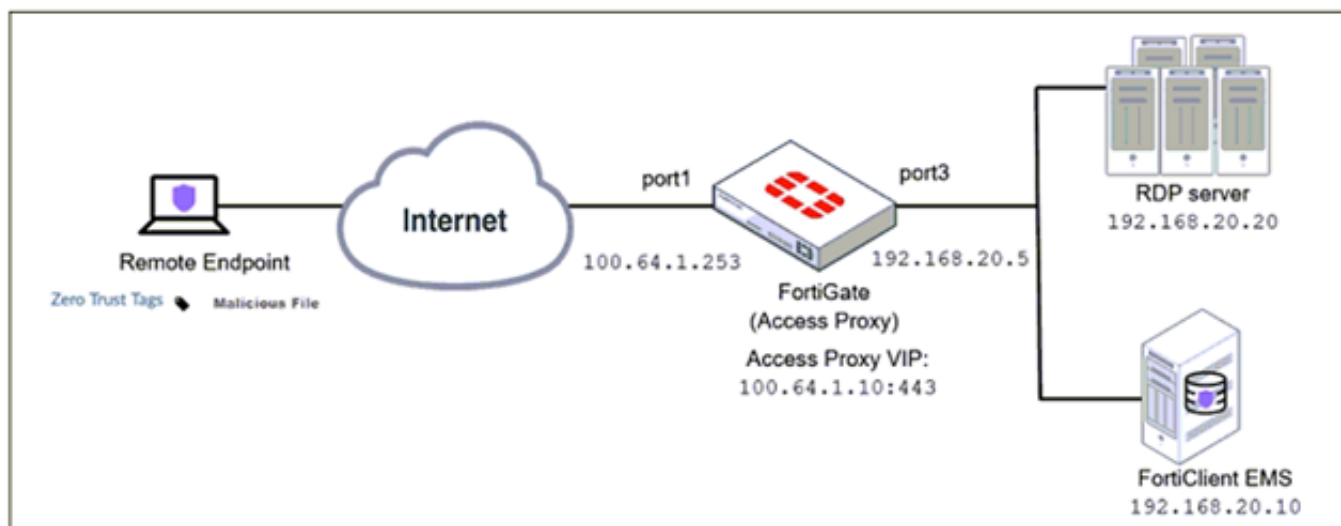 Remote Endpoint
Zero Trust Tags Malicious File
Internet
port1
100.64.1.253
port3
192.168.20.5
FortiGate
(Access Proxy)
Access Proxy VIP:
100.64.1.10:443
RDP server
192.168.20.20
FortiClient EMS
192.168.20.10